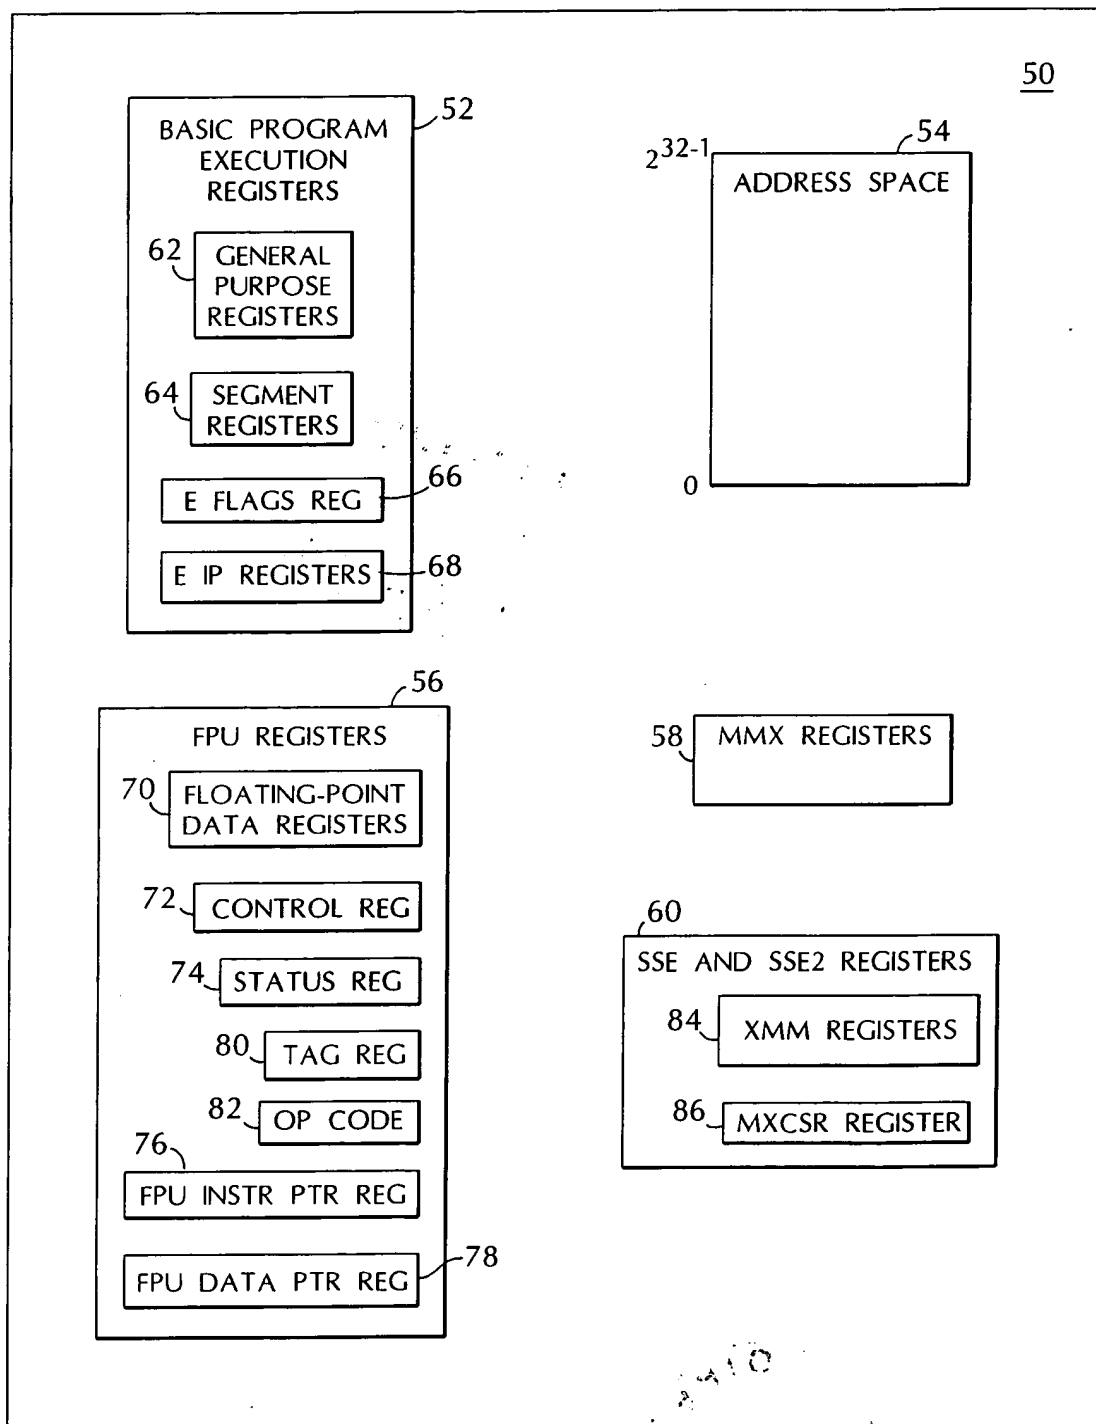 50
52
BASIC PROGRAM
EXECUTION
REGISTERS
62
GENERAL
PURPOSE
REGISTERS
64
SEGMENT
REGISTERS
E FLAGS REG
66
E IP REGISTERS
68
54
2^32-1
ADDRESS SPACE
0
56
FPU REGISTERS
70
FLOATING-POINT
DATA REGISTERS
72
CONTROL REG
74
STATUS REG
80
TAG REG
82
OP CODE
76
FPU INSTR PTR REG
FPU DATA PTR REG
78
58
MMX REGISTERS
60
SSE AND SSE2 REGISTERS
84
XMM REGISTERS
86
MXCSR REGISTER